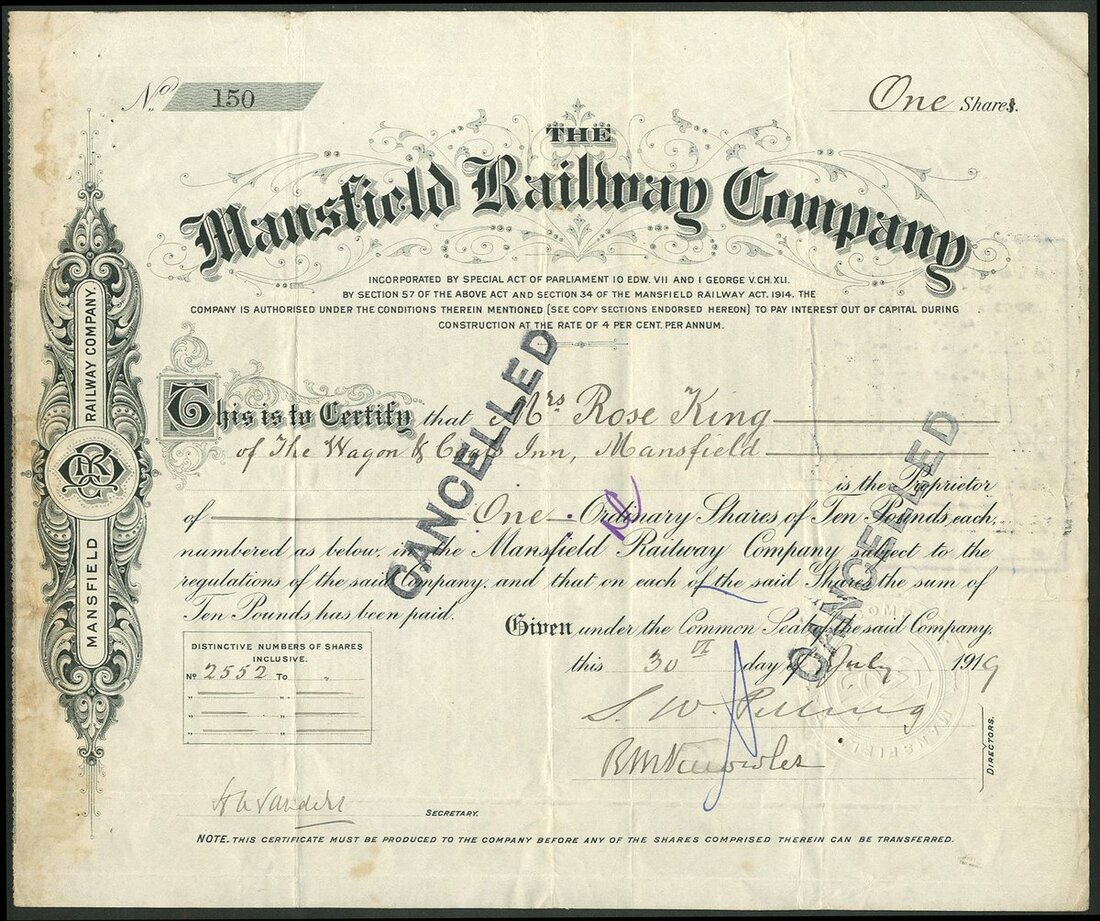 No 150
One Shares.
THE
Mansfield Railway Company
INCORPORATED BY SPECIAL ACT OF PARLIAMENT 10 EDW. VII AND 1 GEORGE V. CH. XLI.
BY SECTION 57 OF THE ABOVE ACT AND SECTION 34 OF THE MANSFIELD RAILWAY ACT. 1914. THE
COMPANY IS AUTHORISED UNDER THE CONDITIONS THEREIN MENTIONED (SEE COPY SECTIONS ENDORSED HEREON) TO PAY INTEREST OUT OF CAPITAL DURING
CONSTRUCTION AT THE RATE OF 4 PER CENT. PER ANNUM.
MANSFIELD RAILWAY COMPANY.
This is to Certify that Mrs Rose King
of The Wagon & Inn, Mansfield
is the Proprietor
of One Ordinary Shares of Ten Pounds each,
numbered as below, in the Mansfield Railway Company subject to the
regulations of the said Company, and that on each of the said Shares the sum of
Ten Pounds has been paid.
Given under the Common Seal of the said Company,
this 30th day of July 1919
CANCELLED
CANCELLED
DISTINCTIVE NUMBERS OF SHARES
INCLUSIVE.
No 2552 To "
S. W. Pilling
DIRECTORS.
SECRETARY.
NOTE. THIS CERTIFICATE MUST BE PRODUCED TO THE COMPANY BEFORE ANY OF THE SHARES COMPRISED THEREIN CAN BE TRANSFERRED.